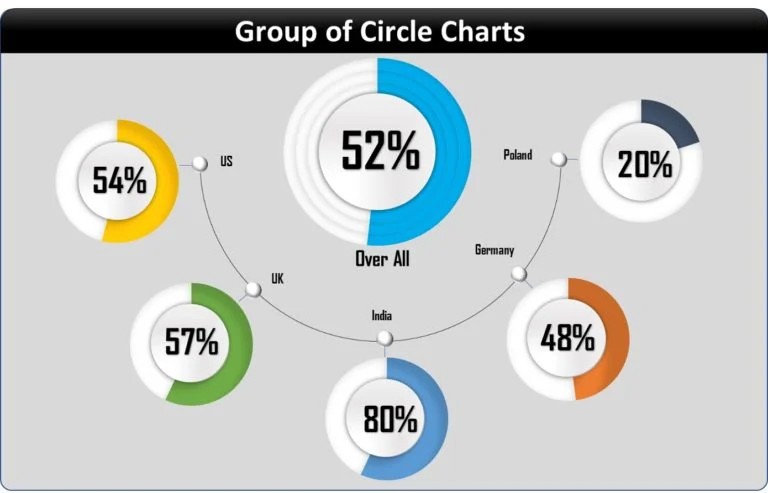 Group of Circle Charts
52%
Over All
54%
US
57%
UK
India
80%
Germany
48%
Poland
20%